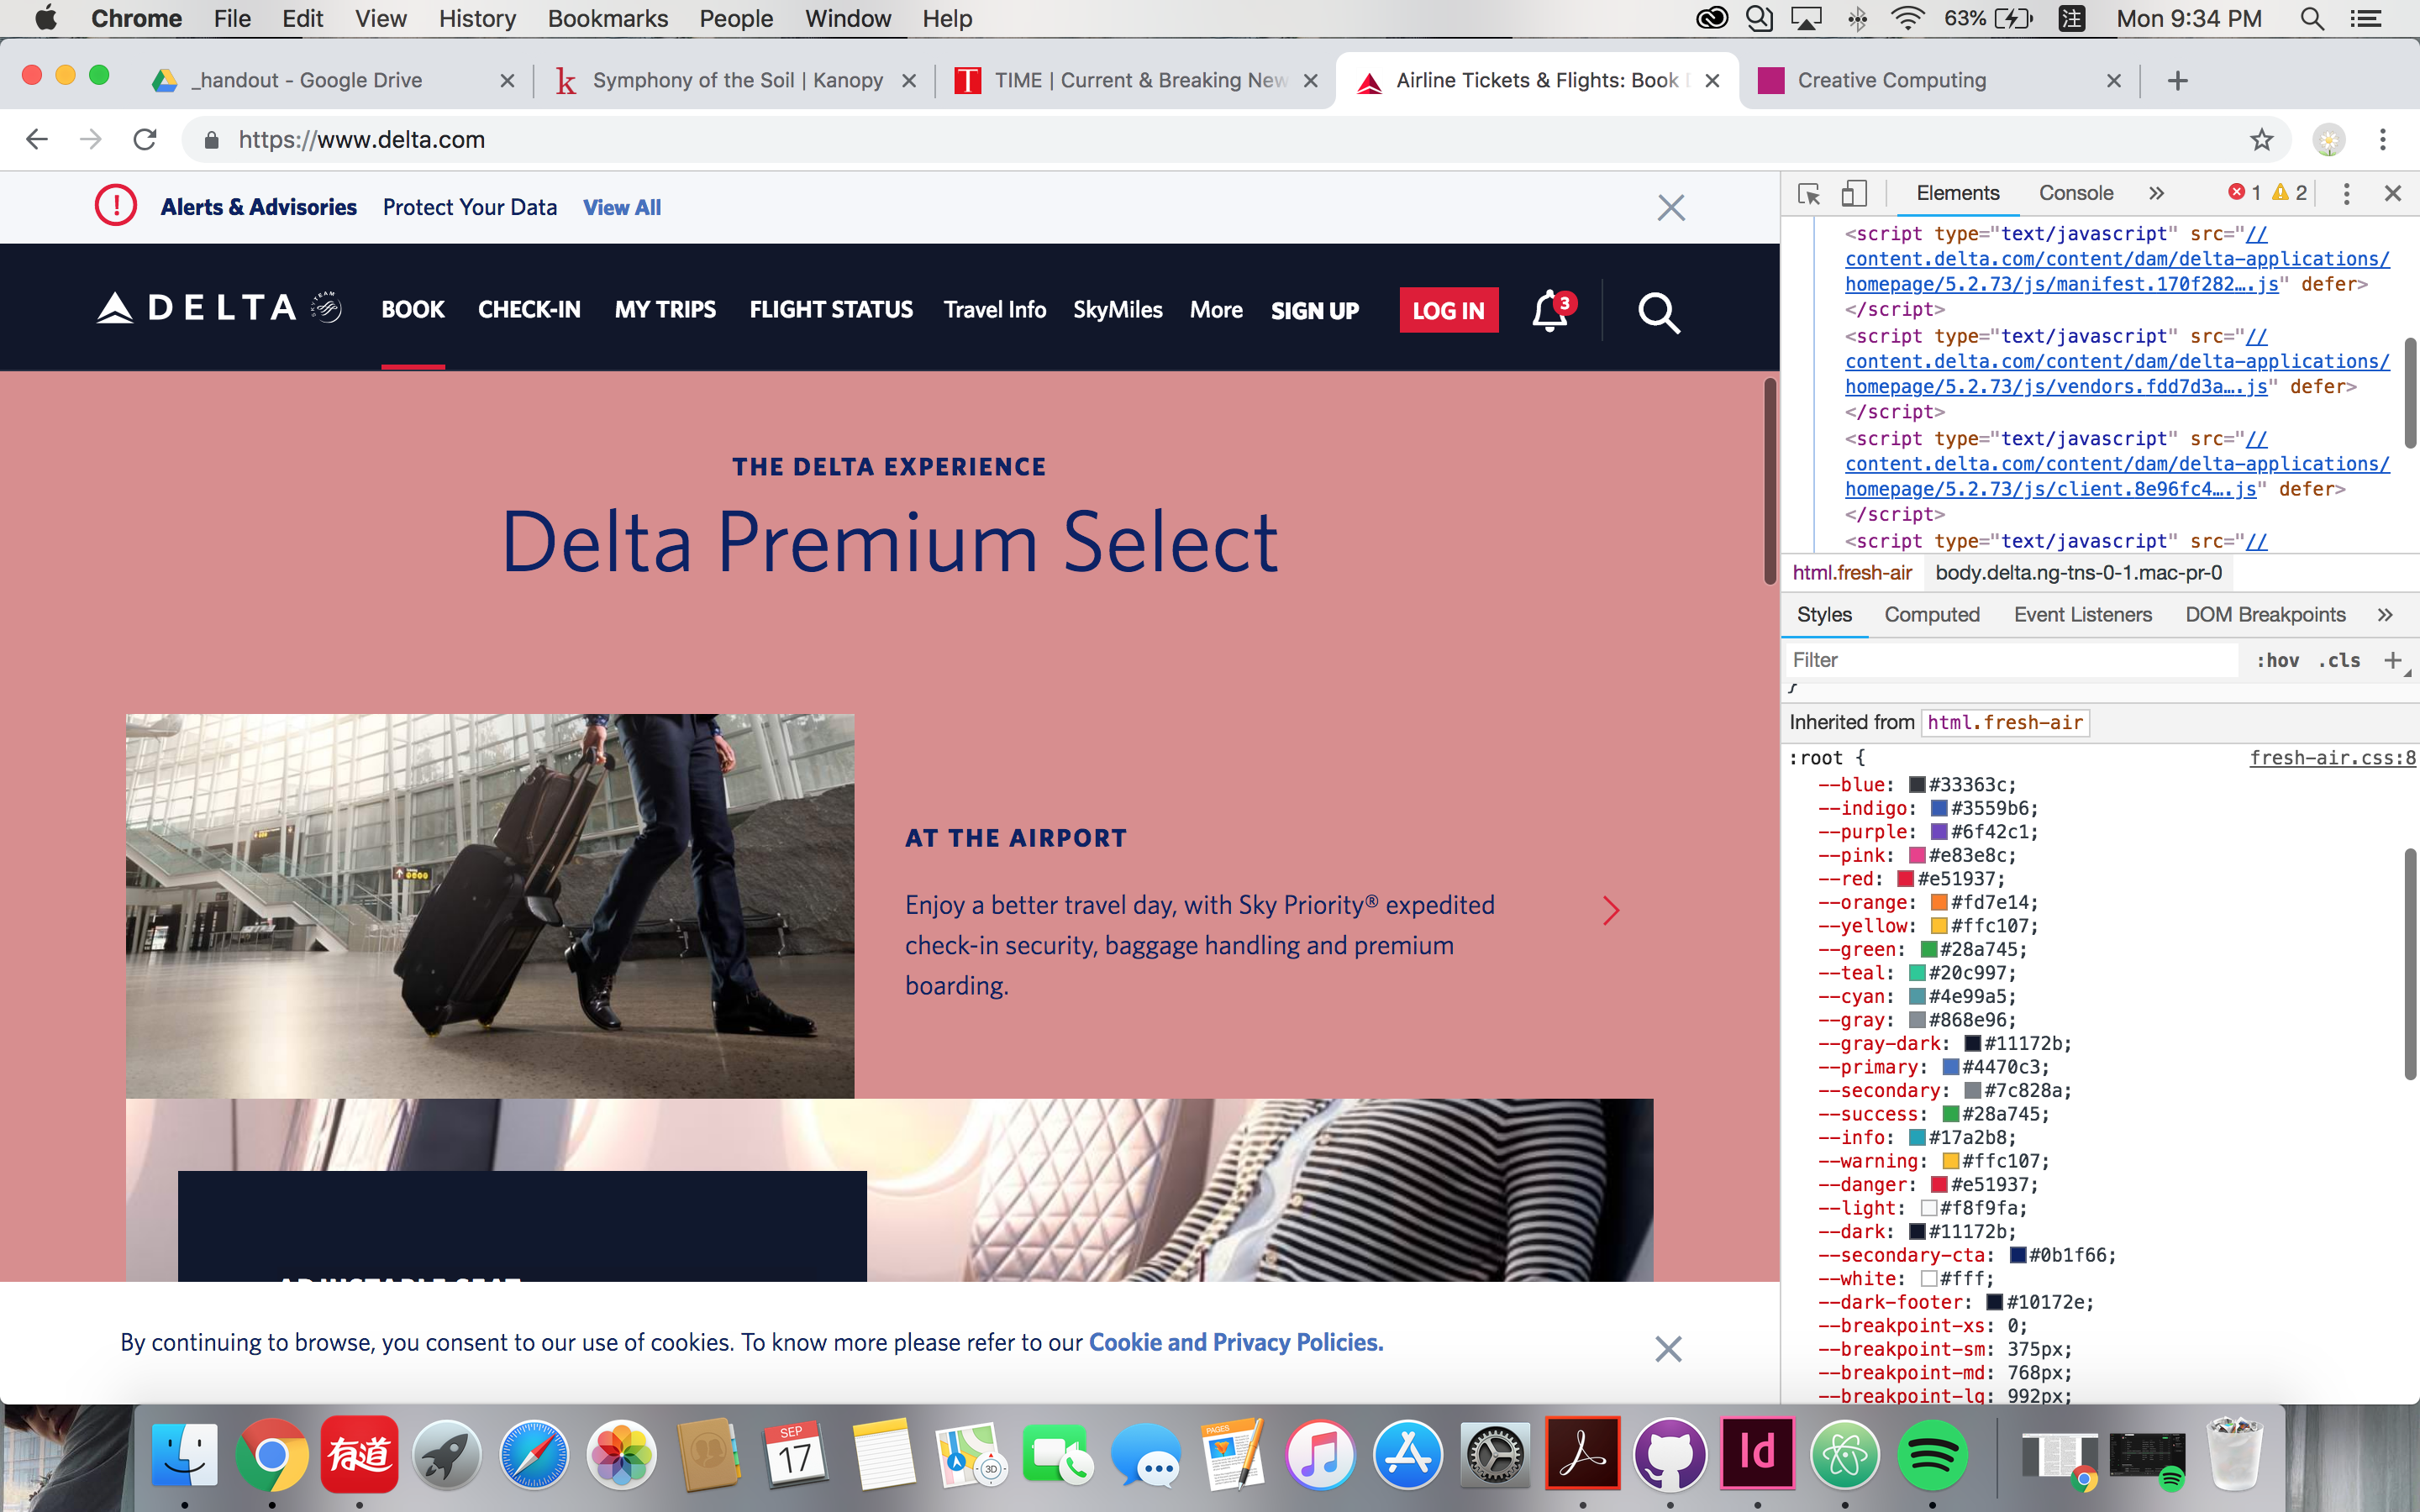 Chrome File Edit View History Bookmarks People Window Help 63% 注 Mon 9:34 PM
_handout - Google Drive
k Symphony of the Soil | Kanopy
T TIME | Current & Breaking New
Airline Tickets & Flights: Book
Creative Computing
https://www.delta.com
! Alerts & Advisories Protect Your Data View All
DELTA SKYTEAM BOOK CHECK-IN MY TRIPS FLIGHT STATUS Travel Info SkyMiles More SIGN UP LOG IN 3
THE DELTA EXPERIENCE
Delta Premium Select
AT THE AIRPORT
Enjoy a better travel day, with Sky Priority® expedited
check-in security, baggage handling and premium
boarding.
ADJUSTABLE SEAT
By continuing to browse, you consent to our use of cookies. To know more please refer to our Cookie and Privacy Policies.
Elements Console » 1 2
<script type="text/javascript" src="//
content.delta.com/content/dam/delta-applications/
homepage/5.2.73/js/manifest.170f282….js" defer>
</script>
<script type="text/javascript" src="//
content.delta.com/content/dam/delta-applications/
homepage/5.2.73/js/vendors.fdd7d3a….js" defer>
</script>
<script type="text/javascript" src="//
content.delta.com/content/dam/delta-applications/
homepage/5.2.73/js/client.8e96fc4….js" defer>
</script>
<script type="text/javascript" src="//
html.fresh-air body.delta.ng-tns-0-1.mac-pr-0
Styles Computed Event Listeners DOM Breakpoints »
Filter :hov .cls +
}
Inherited from html.fresh-air
:root { fresh-air.css:8
--blue: #33363c;
--indigo: #3559b6;
--purple: #6f42c1;
--pink: #e83e8c;
--red: #e51937;
--orange: #fd7e14;
--yellow: #ffc107;
--green: #28a745;
--teal: #20c997;
--cyan: #4e99a5;
--gray: #868e96;
--gray-dark: #11172b;
--primary: #4470c3;
--secondary: #7c828a;
--success: #28a745;
--info: #17a2b8;
--warning: #ffc107;
--danger: #e51937;
--light: #f8f9fa;
--dark: #11172b;
--secondary-cta: #0b1f66;
--white: #fff;
--dark-footer: #10172e;
--breakpoint-xs: 0;
--breakpoint-sm: 375px;
--breakpoint-md: 768px;
--breakpoint-lg: 992px;
有道
SEP
17
3D
PAGES
Id